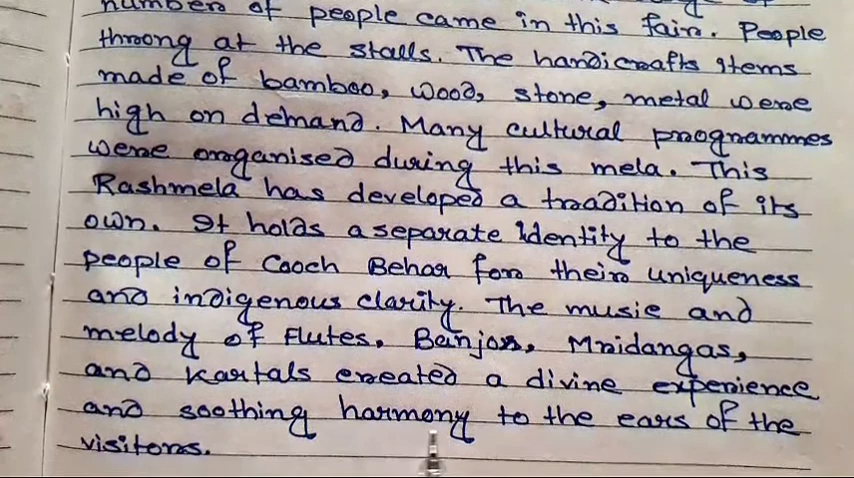 number of people came in this fair. People
throng at the stalls. The handicrafts items
made of bamboo, wood, stone, metal were
high on demand. Many cultural programmes
were organised during this mela. This
Rashmela has developed a tradition of its
own. It holds a separate identity to the
people of Cooch Behar for their uniqueness
and indigenous clarity. The music and
melody of Flutes, Banjos, Mridangas,
and Kartals created a divine experience
and soothing harmony to the ears of the
visitors.